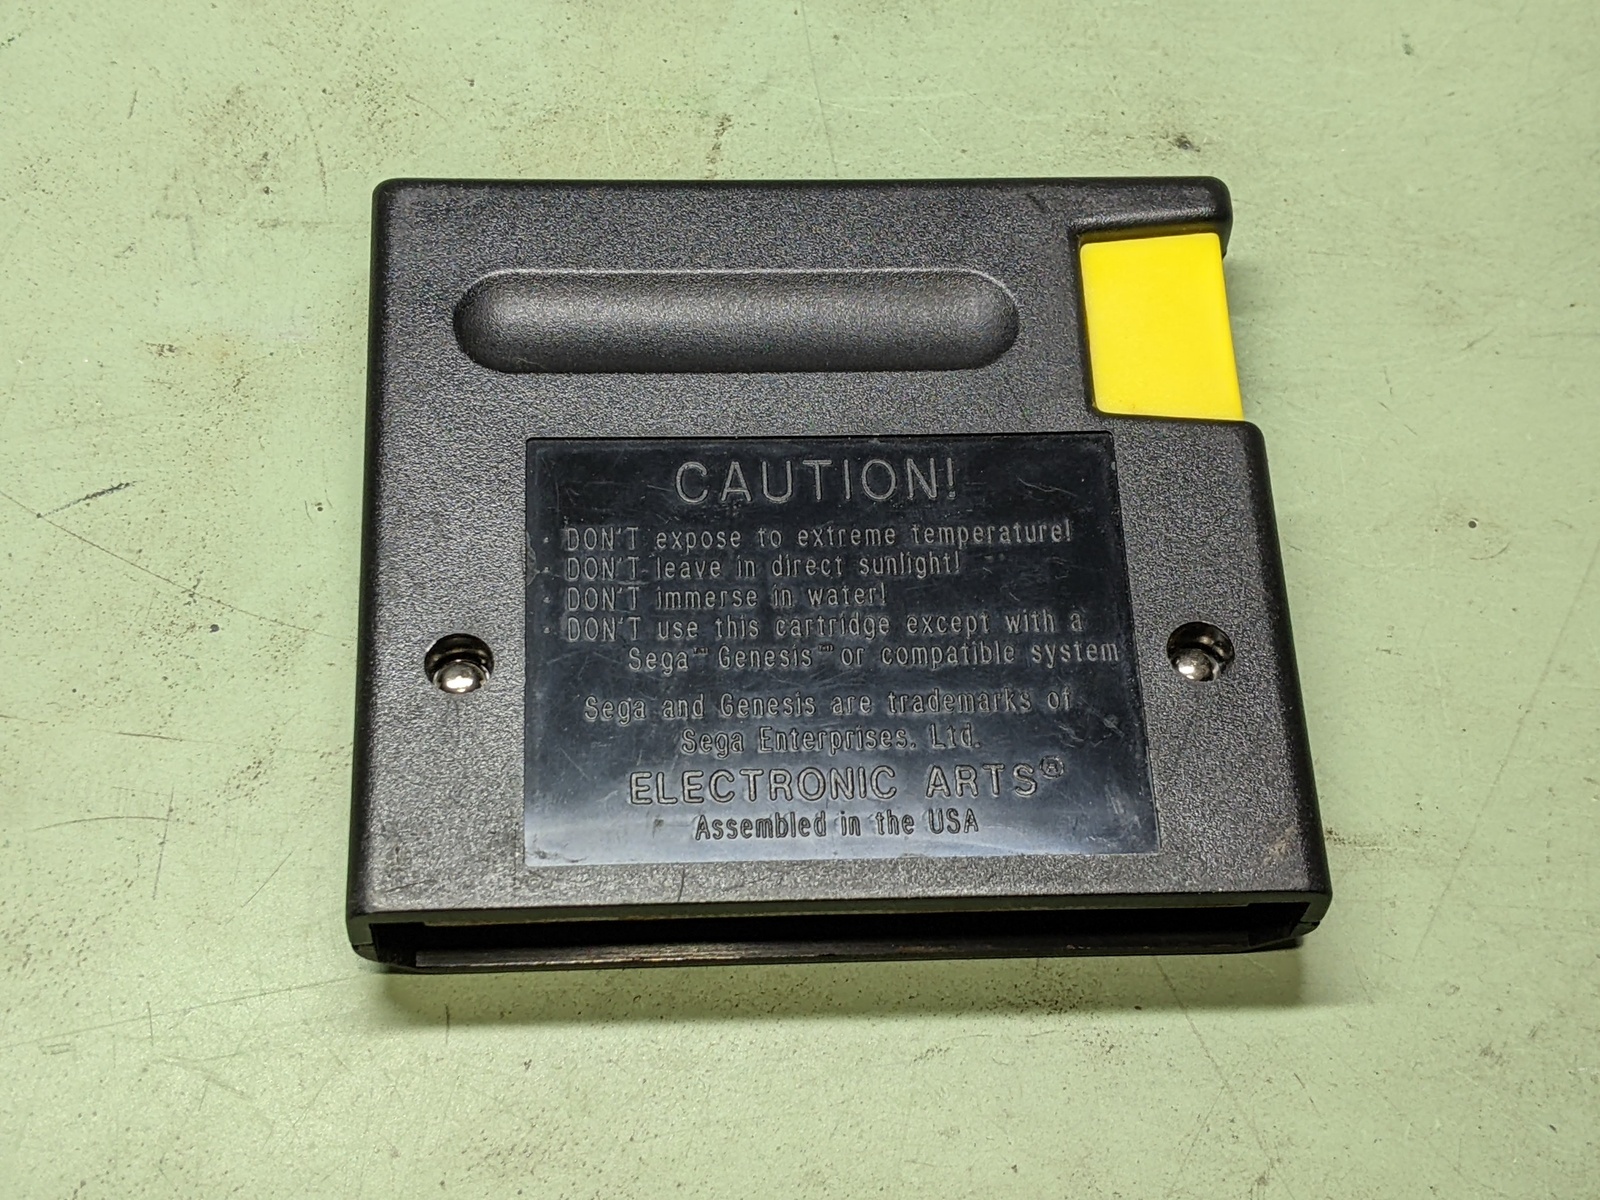 CAUTION!
· DON'T expose to extreme temperature!
· DON'T leave in direct sunlight!
· DON'T immerse in water!
· DON'T use this cartridge except with a
Sega™ Genesis™ or compatible system
Sega and Genesis are trademarks of
Sega Enterprises, Ltd.
ELECTRONIC ARTS®
Assembled in the USA